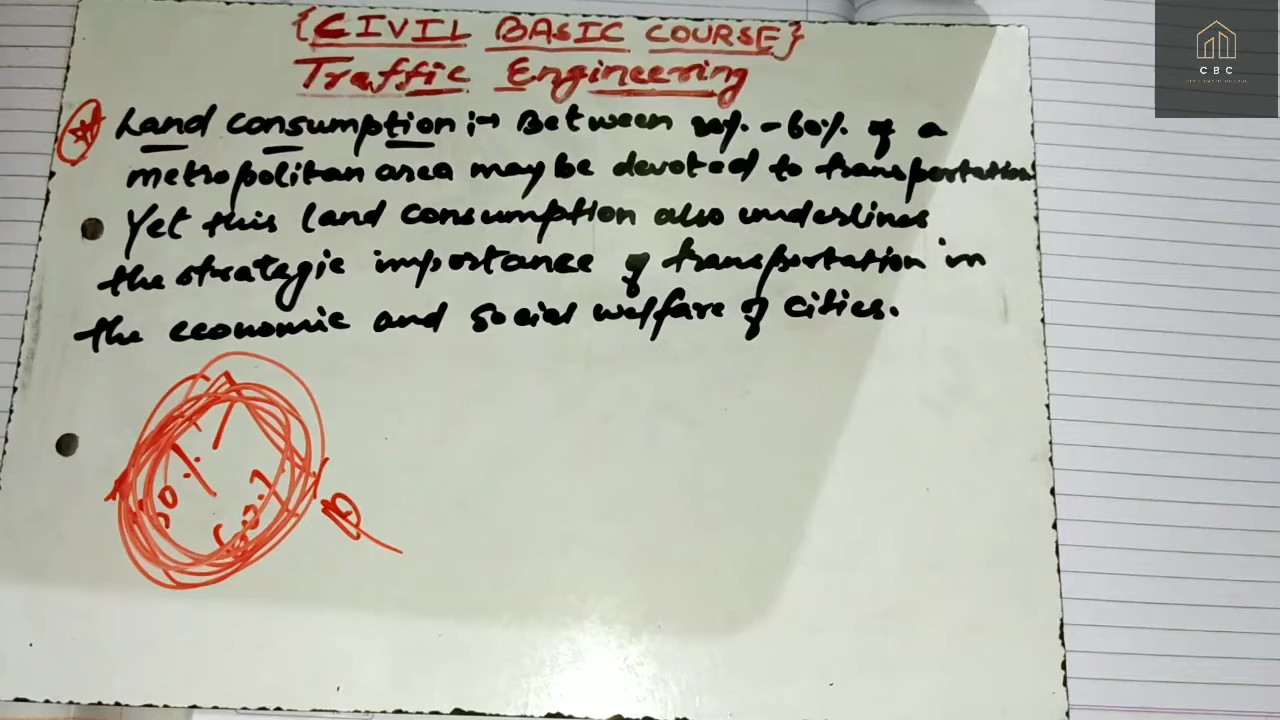 {CIVIL BASIC COURSE}
Traffic Engineering
Land consumption :→ Between 30%. - 60%. of a
metropolitan area may be devoted to transportation
Yet this land consumption also underlines
the strategic importance of transportation in
the economic and social welfare of cities.
30%
60%
CBC